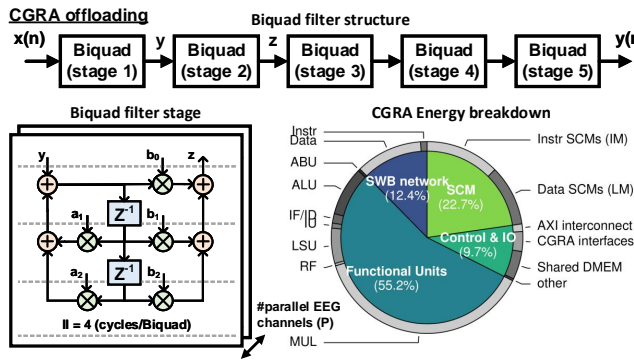 CGRA offloading
Biquad filter structure
x(n)
Biquad
(stage 1)
y
Biquad
(stage 2)
z
Biquad
(stage 3)
Biquad
(stage 4)
Biquad
(stage 5)
y(n
Biquad filter stage
y
b₀
z
Z⁻¹
a₁
b₁
Z⁻¹
a₂
b₂
II = 4 (cycles/Biquad)
#parallel EEG
channels (P)
CGRA Energy breakdown
Instr
Data
ABU
ALU
IF/ID
LSU
RF
MUL
SWB network
(12.4%)
SCM
(22.7%)
Control & IO
(9.7%)
Functional Units
(55.2%)
Instr SCMs (IM)
Data SCMs (LM)
AXI interconnect
CGRA interfaces
Shared DMEM
other